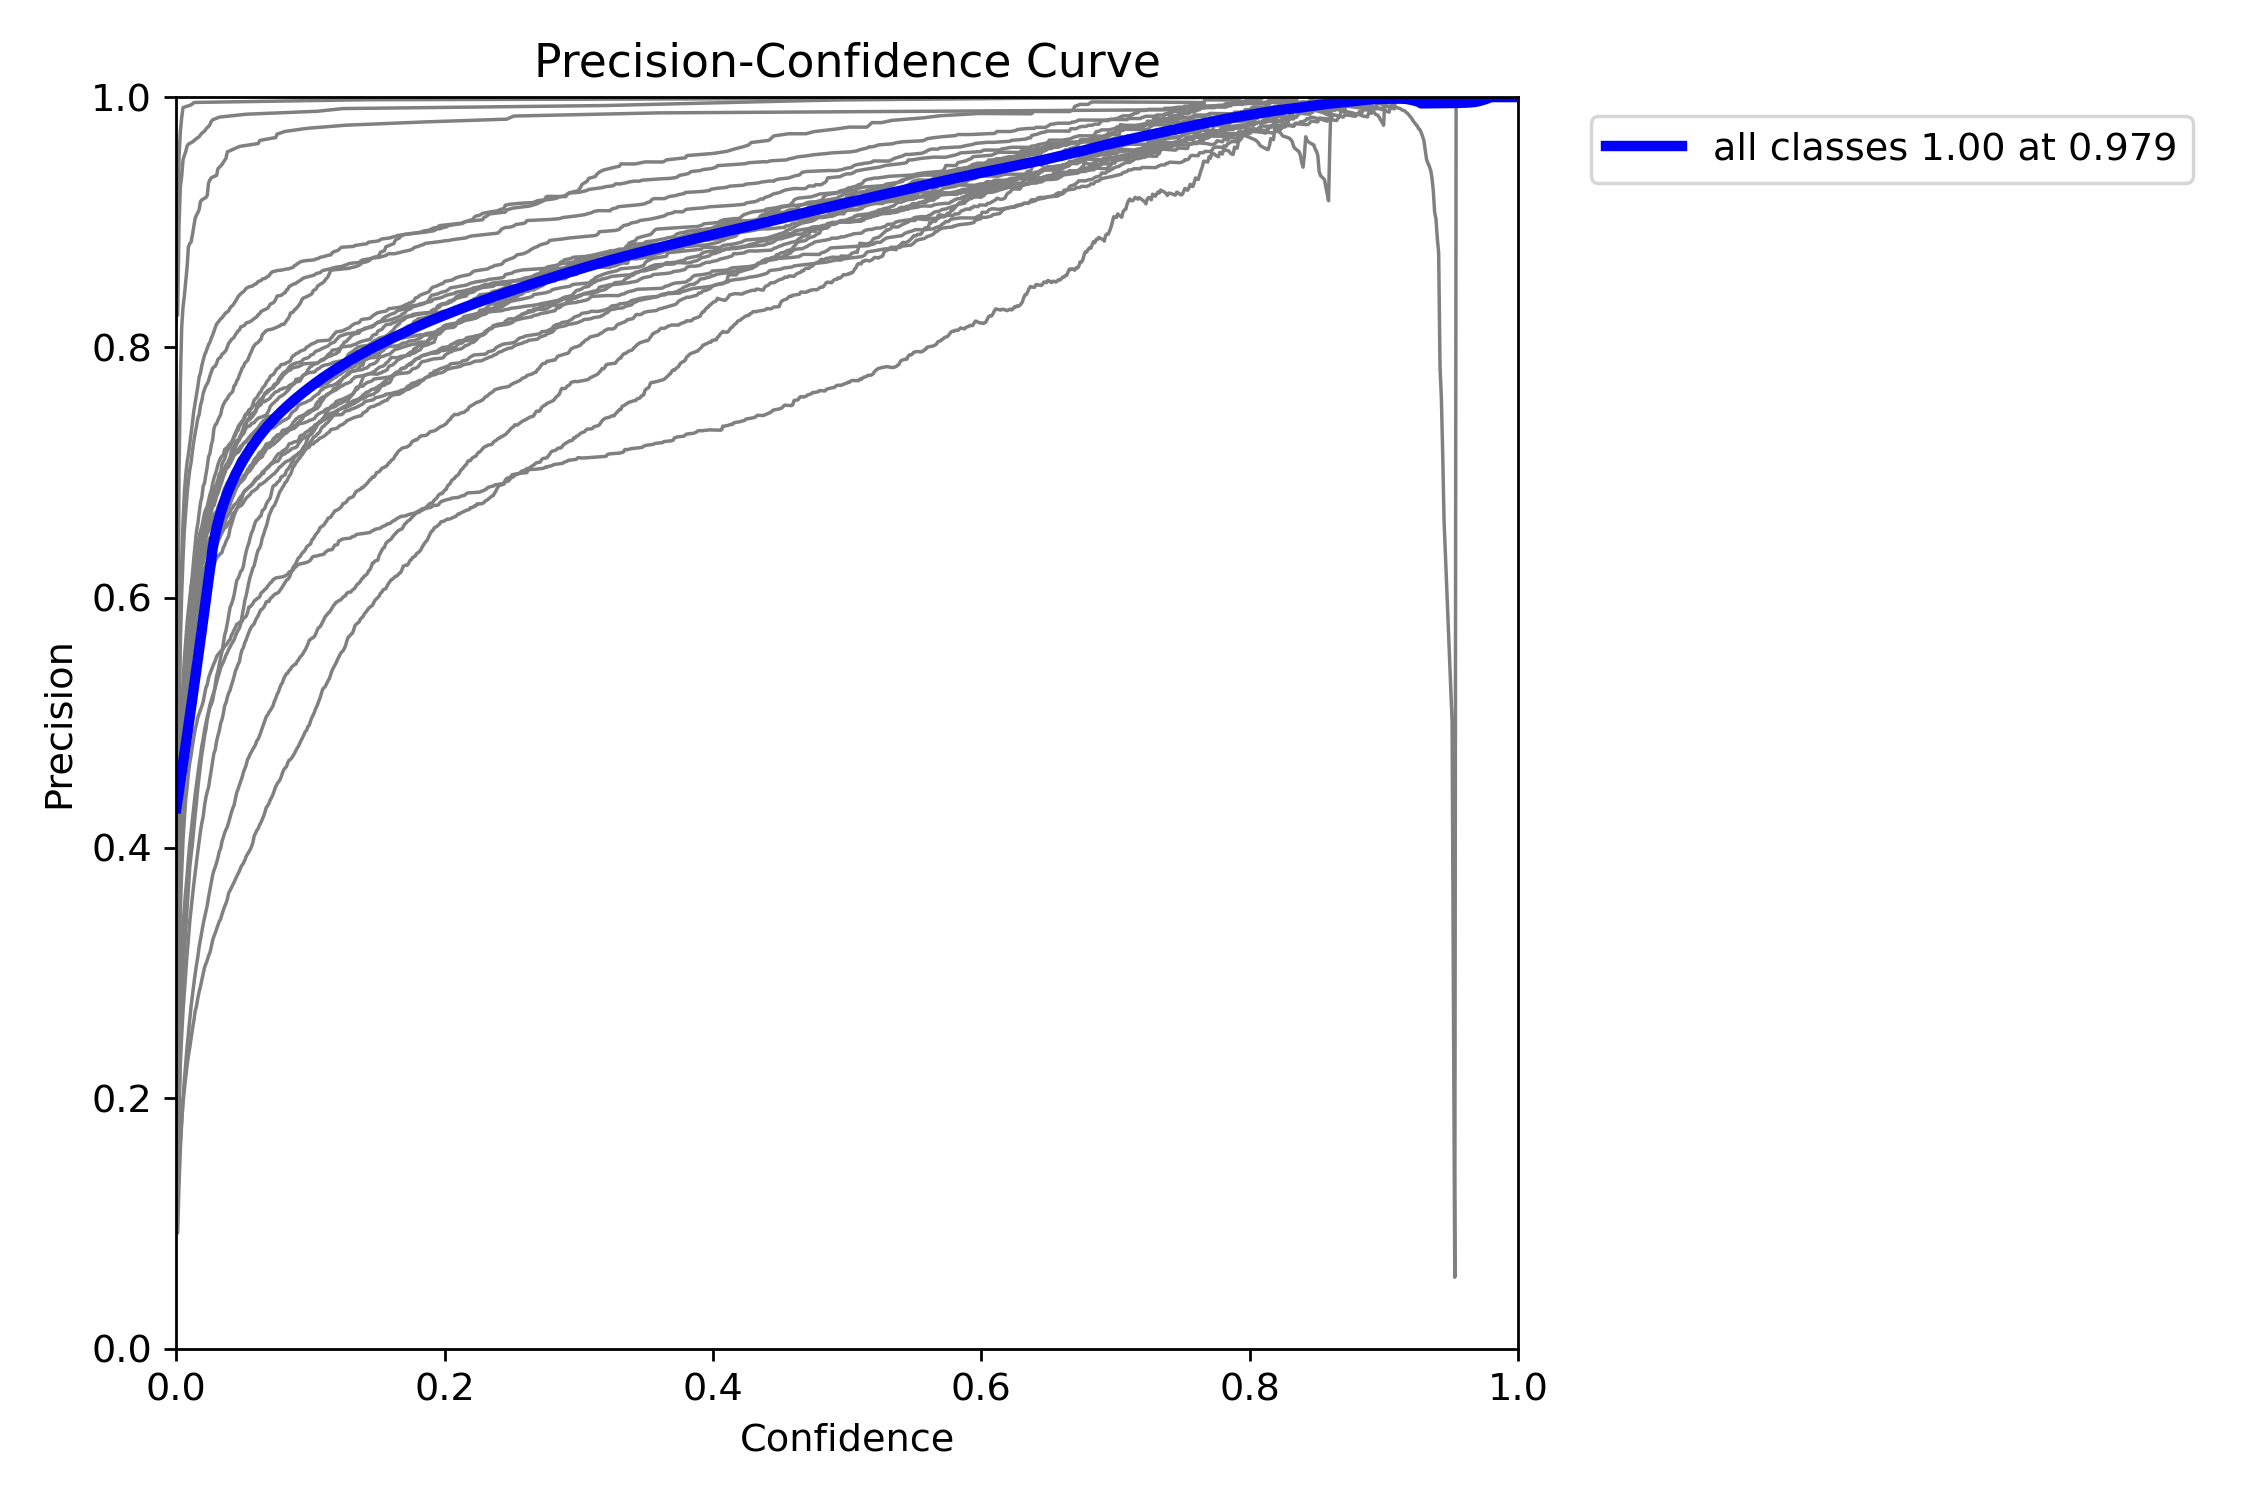 Precision-Confidence Curve
1.0
0.8
0.6
0.4
0.2
0.0
Precision
0.0 0.2 0.4 0.6 0.8 1.0
Confidence
all classes 1.00 at 0.979